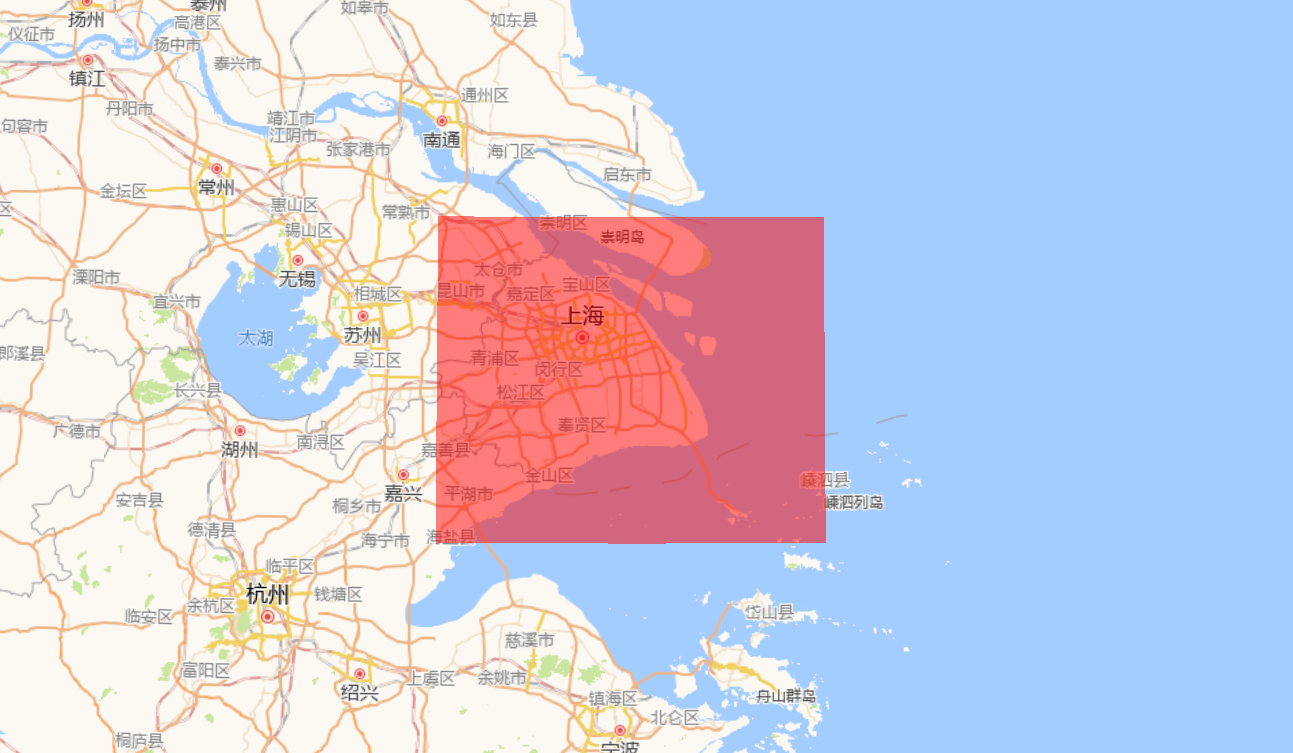 泰州
如皋市
扬州
高港区
如东县
仪征市
扬中市
泰兴市
镇江
通州区
丹阳市
靖江市
句容市
江阴市
南通
张家港市
海门区
常州
启东市
金坛区
惠山区
常熟市
区
锡山区
崇明区
崇明岛
无锡
太仓市
溧阳市
宝山区
昆山市
嘉定区
相城区
宜兴市
上海
苏州
太湖
郎溪县
吴江区
青浦区
闵行区
长兴县
松江区
广德市
奉贤区
湖州
南浔区
嘉善县
金山区
嵊泗县
嘉兴
平湖市
安吉县
桐乡市
嵊泗列岛
德清县
海宁市
海盐县
临平区
杭州
钱塘区
余杭区
临安区
岱山县
慈溪市
富阳区
上虞区
余姚市
绍兴
镇海区
舟山群岛
北仑区
桐庐县
宁波